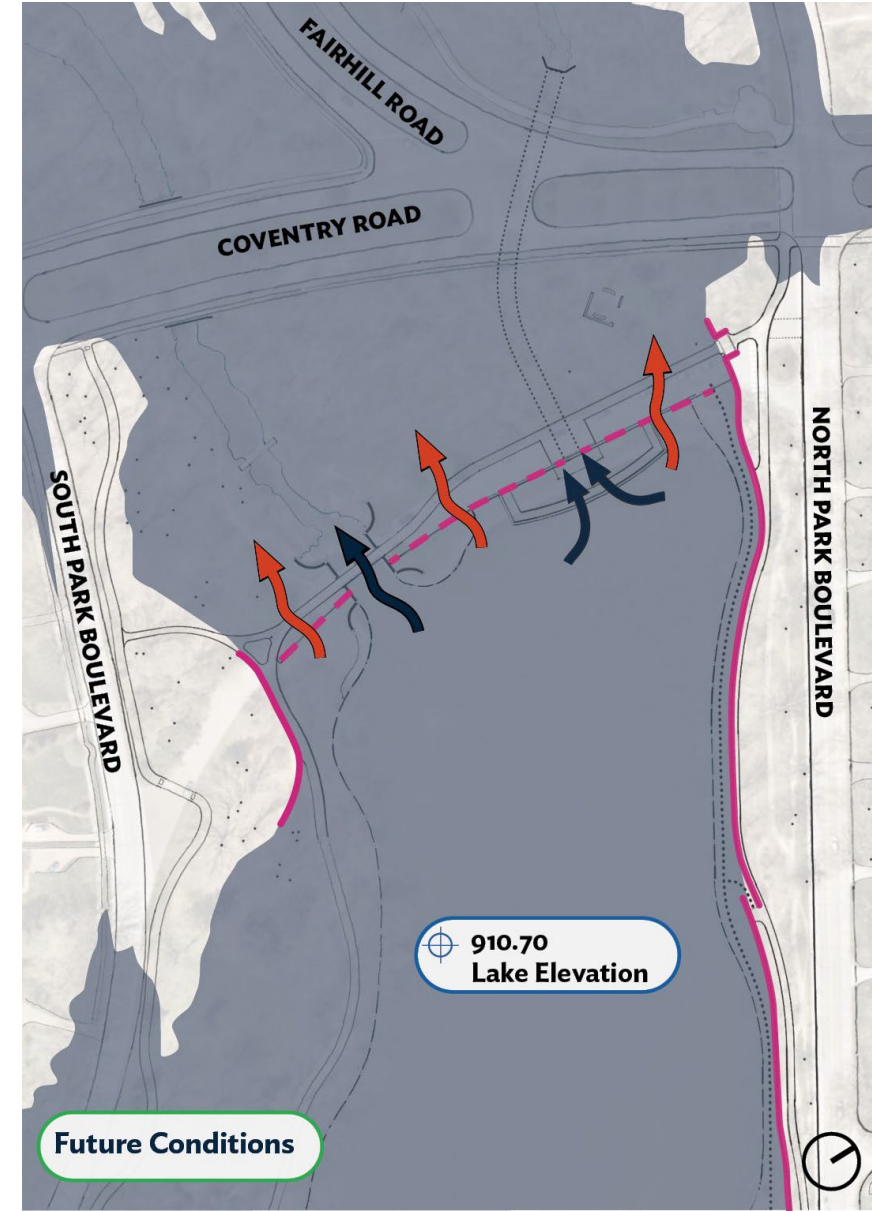 FAIRHILL ROAD
COVENTRY ROAD
SOUTH PARK BOULEVARD
NORTH PARK BOULEVARD
910.70
Lake Elevation
Future Conditions